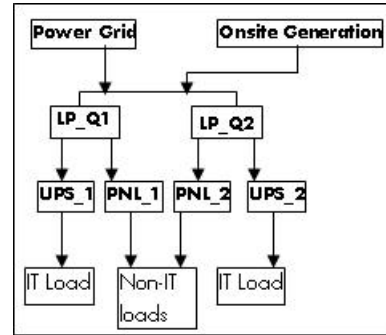 Power Grid
Onsite Generation
LP_Q1
LP_Q2
UPS_1
PNL_1
PNL_2
UPS_2
IT Load
Non-IT
loads
IT Load